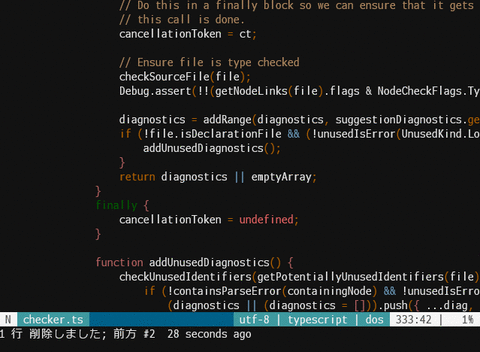 // Do this in a finally block so we can ensure that it gets
// this call is done.
cancellationToken = ct;
// Ensure file is type checked
checkSourceFile(file);
Debug.assert(!!(getNodeLinks(file).flags & NodeCheckFlags.Ty
diagnostics = addRange(diagnostics, suggestionDiagnostics.ge
if (!file.isDeclarationFile && (!unusedIsError(UnusedKind.Lo
addUnusedDiagnostics();
}
return diagnostics || emptyArray;
}
finally {
cancellationToken = undefined;
}
function addUnusedDiagnostics() {
checkUnusedIdentifiers(getPotentiallyUnusedIdentifiers(file)
if (!containsParseError(containingNode) && !unusedIsErro
(diagnostics || (diagnostics = [])).push({ ...diag,
N checker.ts utf-8 | typescript | dos 333:42 | 1%
1 行 削除しました; 前方 #2 28 seconds ago